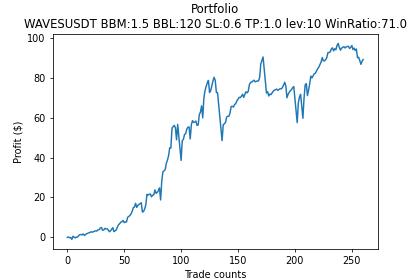 Portfolio
WAVESUSDT BBM:1.5 BBL:120 SL:0.6 TP:1.0 lev:10 WinRatio:71.0
100
80
60
40
20
0
Profit ($)
0 50 100 150 200 250
Trade counts